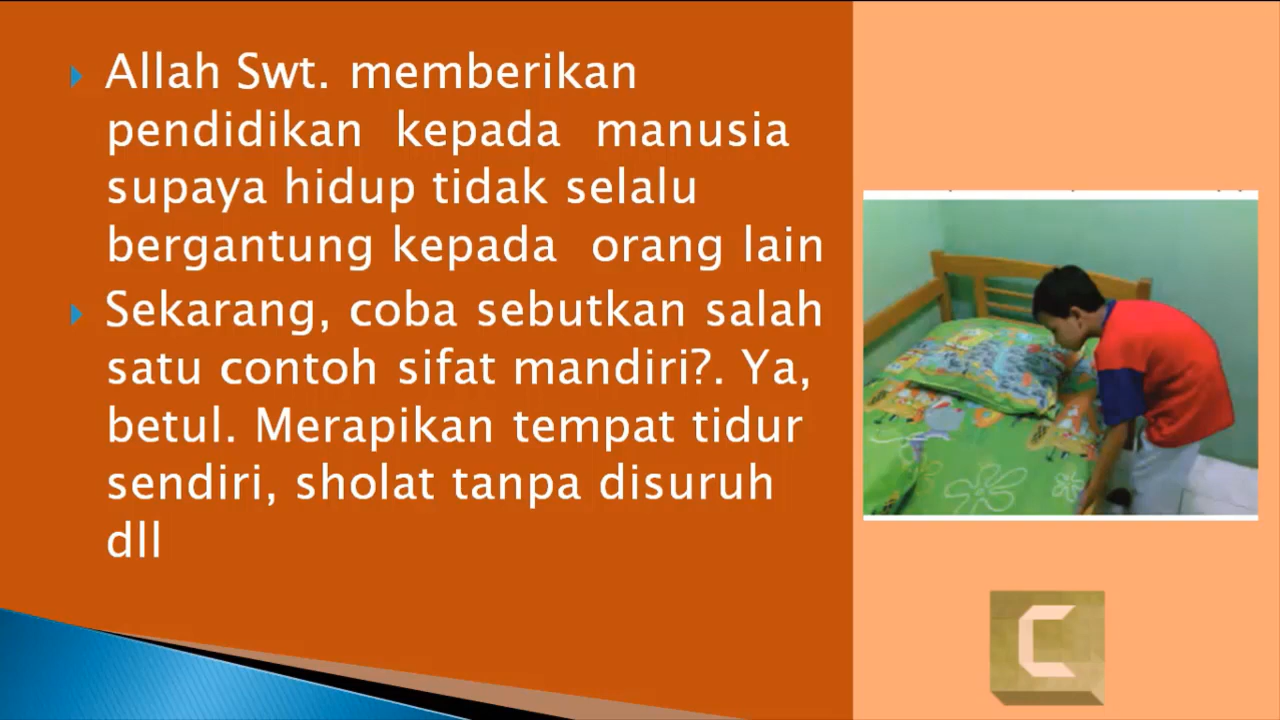 Allah Swt. memberikan
pendidikan kepada manusia
supaya hidup tidak selalu
bergantung kepada orang lain
Sekarang, coba sebutkan salah
satu contoh sifat mandiri?. Ya,
betul. Merapikan tempat tidur
sendiri, sholat tanpa disuruh
dll
C